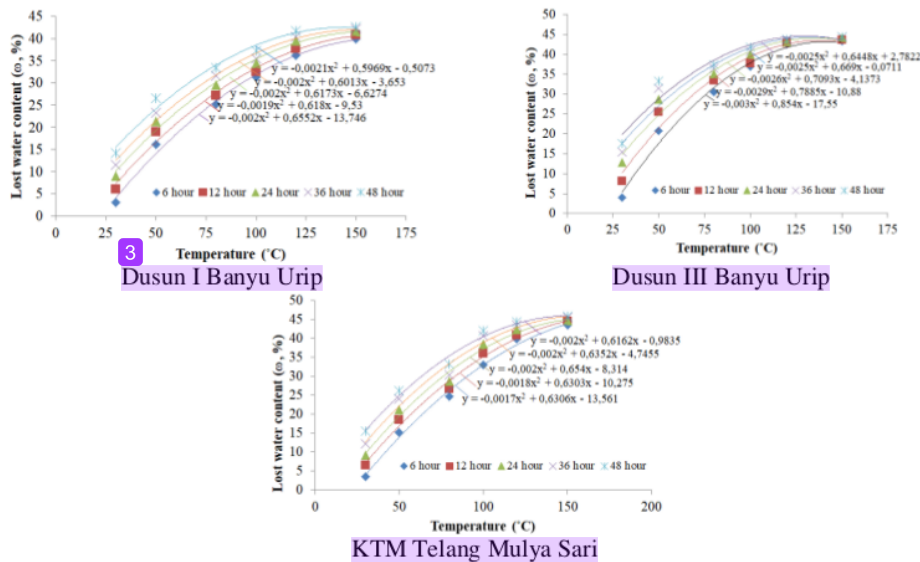 45
40
35
30
25
20
15
10
5
0
Lost water content (ω, %)
y = -0,0021x² + 0,5969x - 0,5073
y = -0,002x² + 0,6013x - 3,653
y = -0,002x² + 0,6173x - 6,6274
y = -0,0019x² + 0,618x - 9,53
y = -0,002x² + 0,6552x - 13,746
6 hour 12 hour 24 hour 36 hour 48 hour
0 25 50 75 100 125 150 175
Temperature (˚C)
3
Dusun I Banyu Urip
50
45
40
35
30
25
20
15
10
5
0
Lost water content (ω, %)
y = -0,0025x² + 0,6448x + 2,7822
y = -0,0025x² + 0,669x - 0,0711
y = -0,0026x² + 0,7093x - 4,1373
y = -0,0029x² + 0,7885x - 10,88
y = -0,003x² + 0,854x - 17,55
6 hour 12 hour 24 hour 36 hour 48 hour
0 25 50 75 100 125 150 175
Temperature (˚C)
Dusun III Banyu Urip
50
45
40
35
30
25
20
15
10
5
0
Lost water content (ω, %)
y = -0,002x² + 0,6162x - 0,9835
y = -0,002x² + 0,6352x - 4,7455
y = -0,002x² + 0,654x - 8,314
y = -0,0018x² + 0,6303x - 10,275
y = -0,0017x² + 0,6306x - 13,561
6 hour 12 hour 24 hour 36 hour 48 hour
0 50 100 150 200
Temperature (˚C)
KTM Telang Mulya Sari